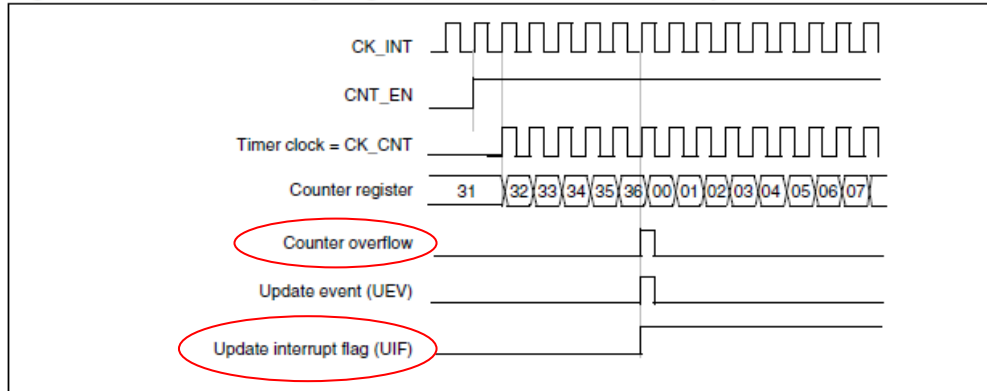 CK_INT
CNT_EN
Timer clock = CK_CNT
Counter register 31 32 33 34 35 36 00 01 02 03 04 05 06 07
Counter overflow
Update event (UEV)
Update interrupt flag (UIF)